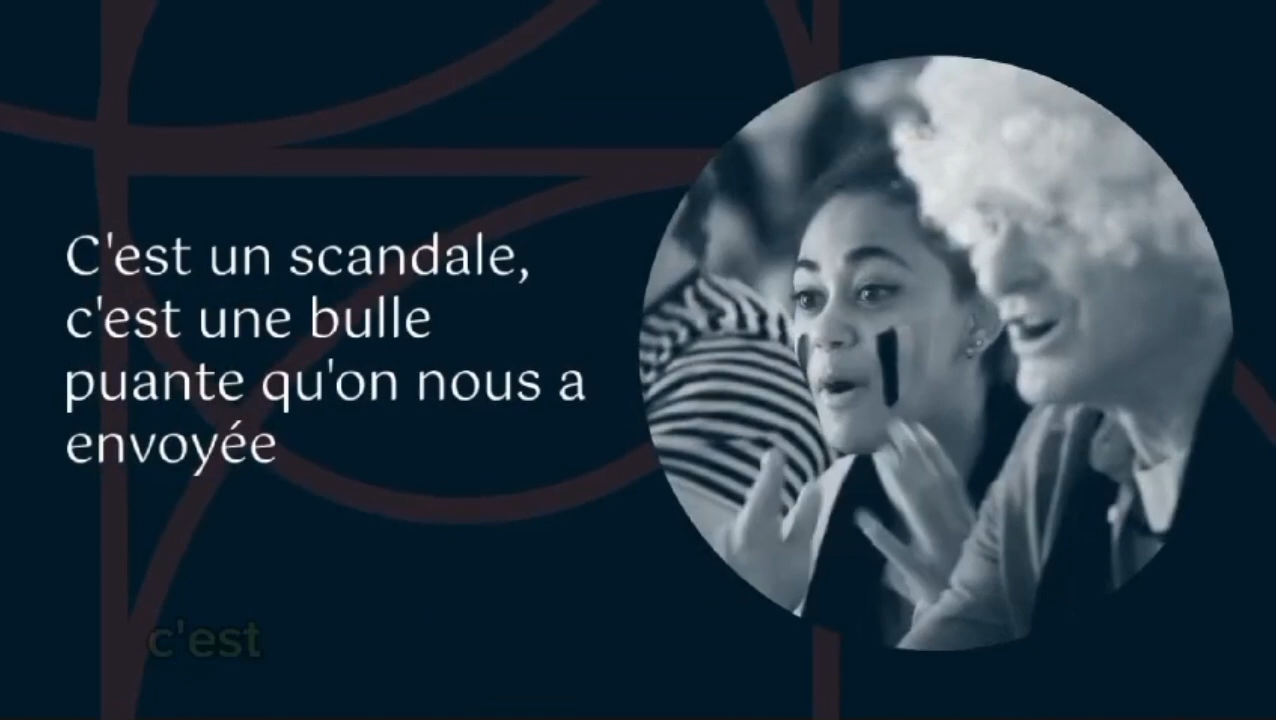 C'est un scandale,
c'est une bulle
puante qu'on nous a
envoyée
c'est